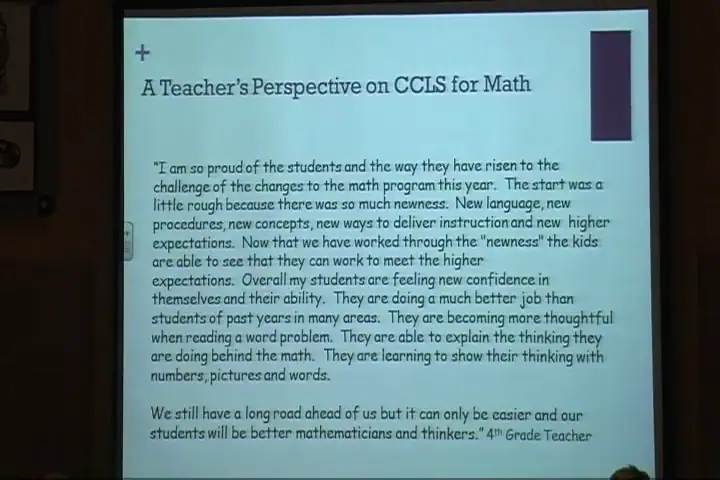 +
A Teacher's Perspective on CCLS for Math
"I am so proud of the students and the way they have risen to the
challenge of the changes to the math program this year. The start was a
little rough because there was so much newness. New language, new
procedures, new concepts, new ways to deliver instruction and new higher
expectations. Now that we have worked through the "newness" the kids
are able to see that they can work to meet the higher
expectations. Overall my students are feeling new confidence in
themselves and their ability. They are doing a much better job than
students of past years in many areas. They are becoming more thoughtful
when reading a word problem. They are able to explain the thinking they
are doing behind the math. They are learning to show their thinking with
numbers, pictures and words.
We still have a long road ahead of us but it can only be easier and our
students will be better mathematicians and thinkers." 4th Grade Teacher